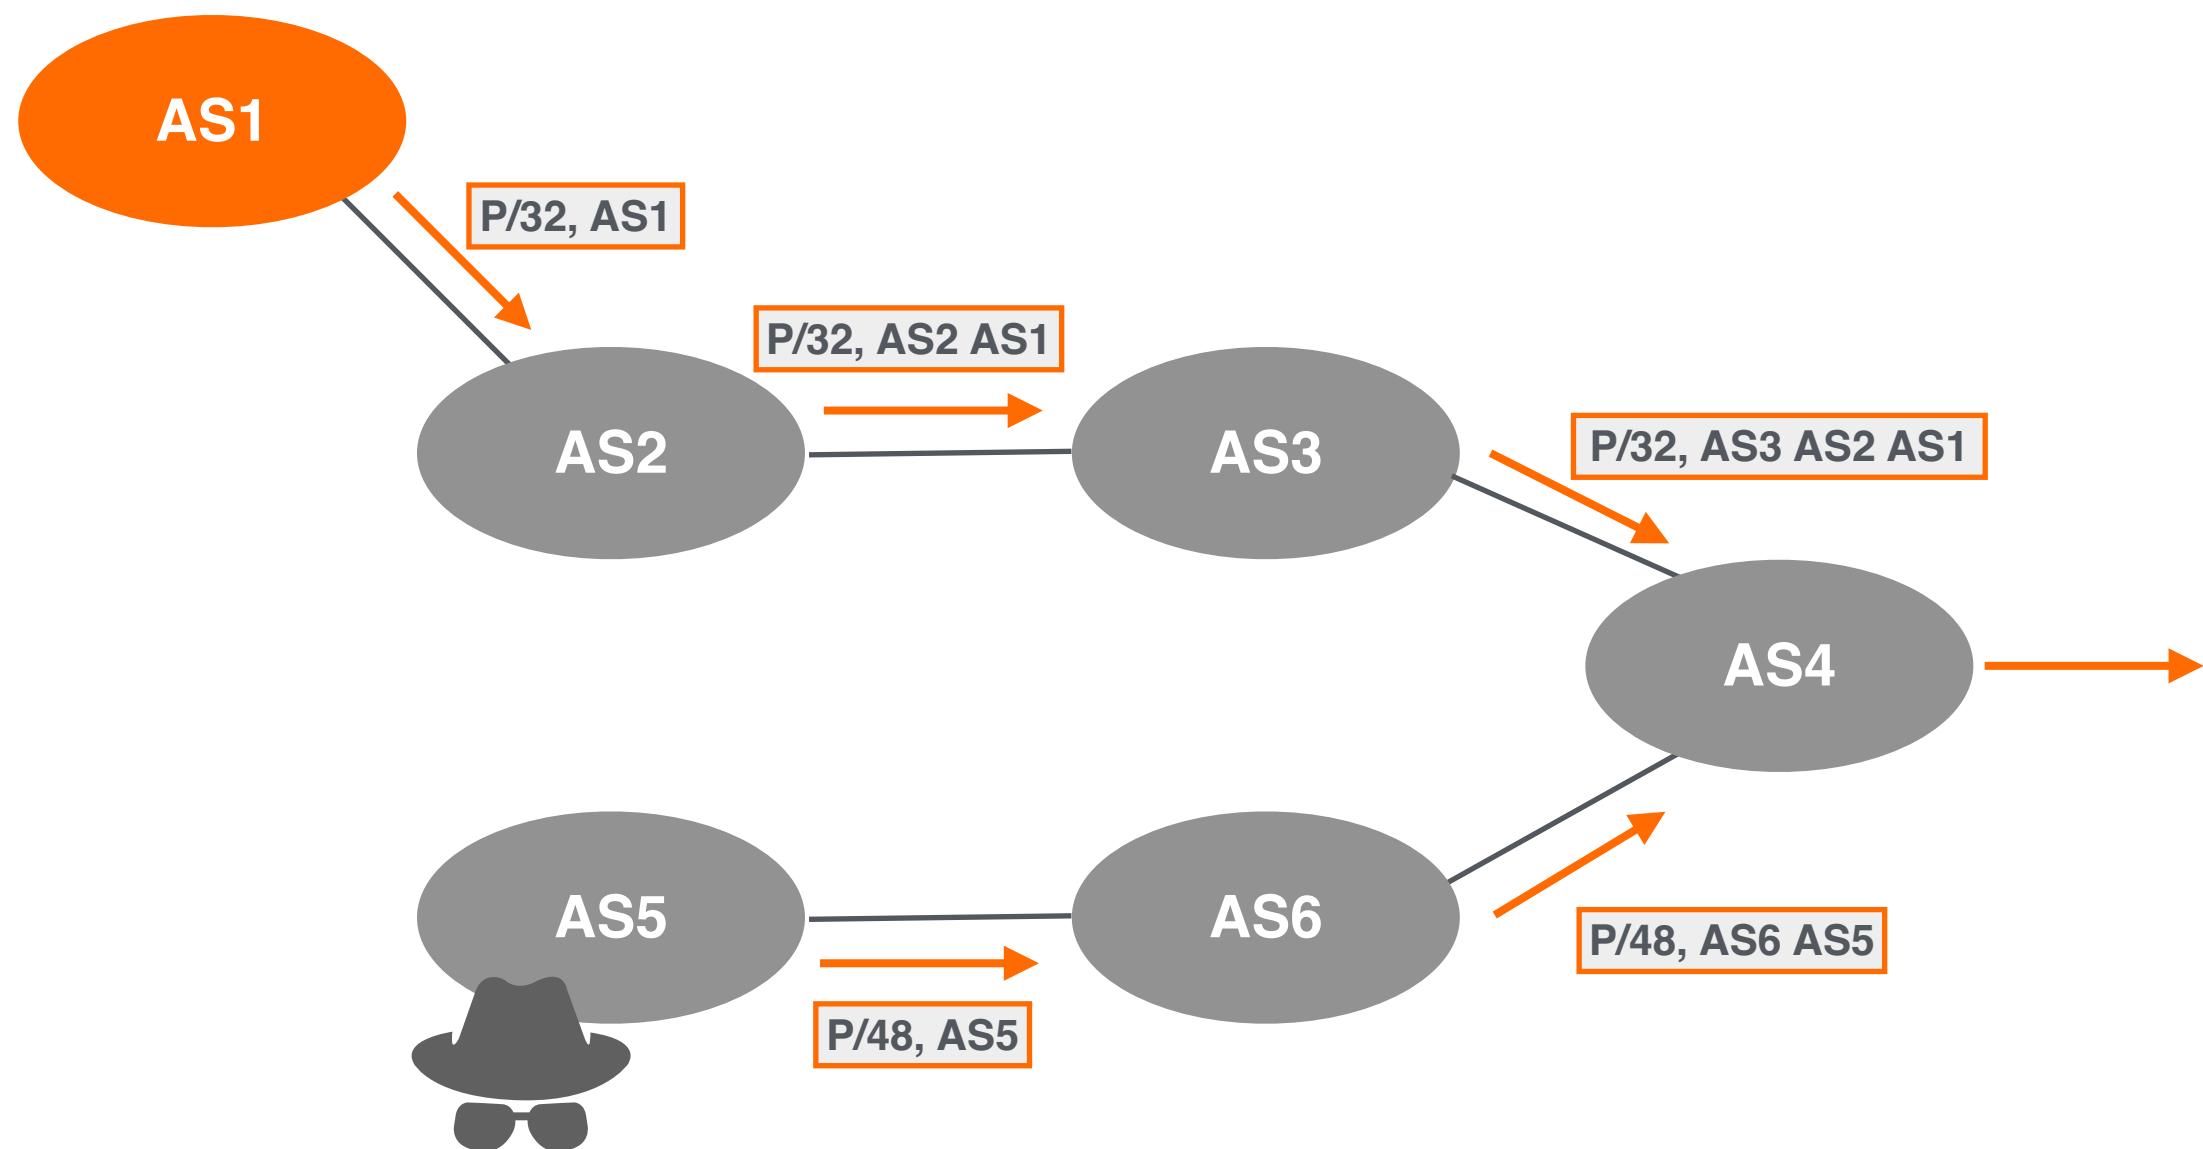 AS1
P/32, AS1
P/32, AS2 AS1
AS2
AS3
P/32, AS3 AS2 AS1
AS4
AS5
AS6
P/48, AS6 AS5
P/48, AS5